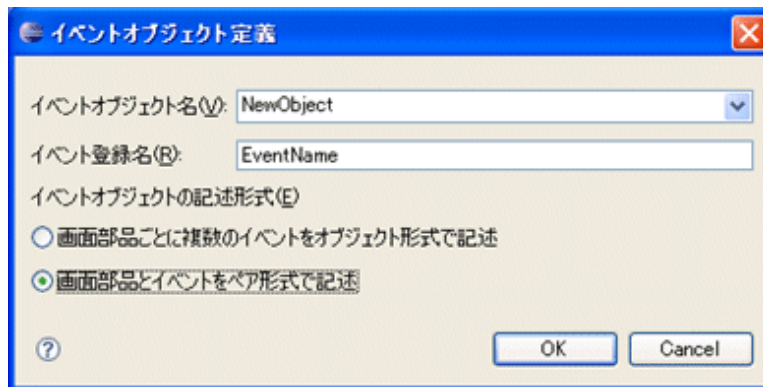 イベントオブジェクト定義
イベントオブジェクト名(V): NewObject
イベント登録名(R): EventName
イベントオブジェクトの記述形式(E)
画面部品ごとに複数のイベントをオブジェクト形式で記述
画面部品とイベントをペア形式で記述
? OK Cancel